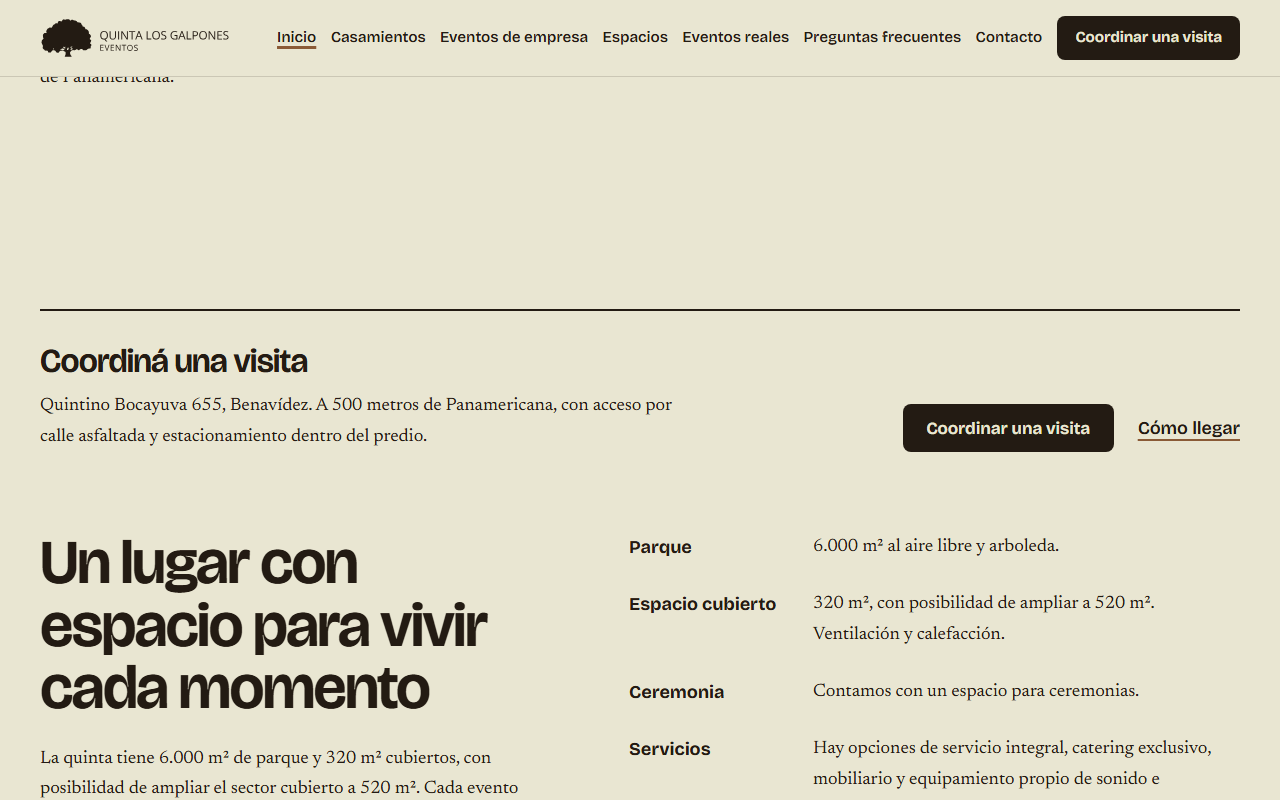 QUINTA LOS GALPONES
EVENTOS
Inicio
Casamientos
Eventos de empresa
Espacios
Eventos reales
Preguntas frecuentes
Contacto
Coordinar una visita
de Panamericana.
Coordiná una visita
Quintino Bocayuva 655, Benavídez. A 500 metros de Panamericana, con acceso por
calle asfaltada y estacionamiento dentro del predio.
Coordinar una visita
Cómo llegar
Un lugar con
espacio para vivir
cada momento
La quinta tiene 6.000 m² de parque y 320 m² cubiertos, con
posibilidad de ampliar el sector cubierto a 520 m². Cada evento
Parque
6.000 m² al aire libre y arboleda.
Espacio cubierto
320 m², con posibilidad de ampliar a 520 m².
Ventilación y calefacción.
Ceremonia
Contamos con un espacio para ceremonias.
Servicios
Hay opciones de servicio integral, catering exclusivo,
mobiliario y equipamiento propio de sonido e